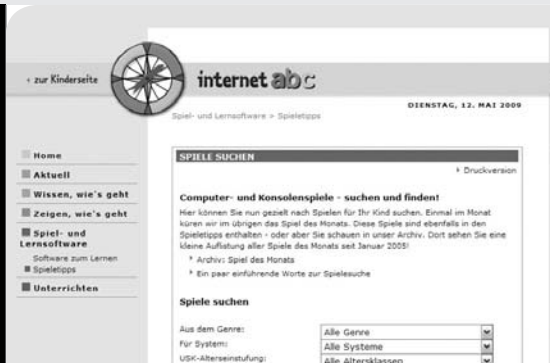 ‹ zur Kinderseite
internet abc
DIENSTAG, 12. MAI 2009
Spiel- und Lernsoftware > Spieletipps
Home
Aktuell
Wissen, wie's geht
Zeigen, wie's geht
Spiel- und
Lernsoftware
Software zum Lernen
Spieletipps
Unterrichten
SPIELE SUCHEN
Druckversion
Computer- und Konsolenspiele - suchen und finden!
Hier können Sie nun gezielt nach Spielen für Ihr Kind suchen. Einmal im Monat
küren wir im übrigen das Spiel des Monats. Diese Spiele sind ebenfalls in den
Spieletipps enthalten - oder aber Sie schauen in unser Archiv. Dort sehen Sie eine
kleine Auflistung aller Spiele des Monats seit Januar 2005!
Archiv: Spiel des Monats
Ein paar einführende Worte zur Spielesuche
Spiele suchen
Aus dem Genre: Alle Genre
Für System: Alle Systeme
USK-Alterseinstufung: Alle Altersklassen